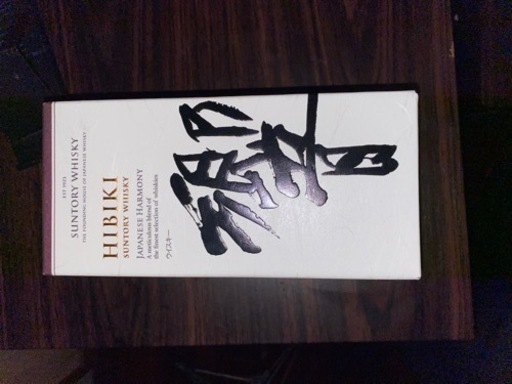 響
EST. 1923
SUNTORY WHISKY
THE FOUNDING HOUSE OF JAPANESE WHISKY
HIBIKI
SUNTORY WHISKY
JAPANESE HARMONY
A meticulous blend of
the finest selection of whiskies
ウイスキー